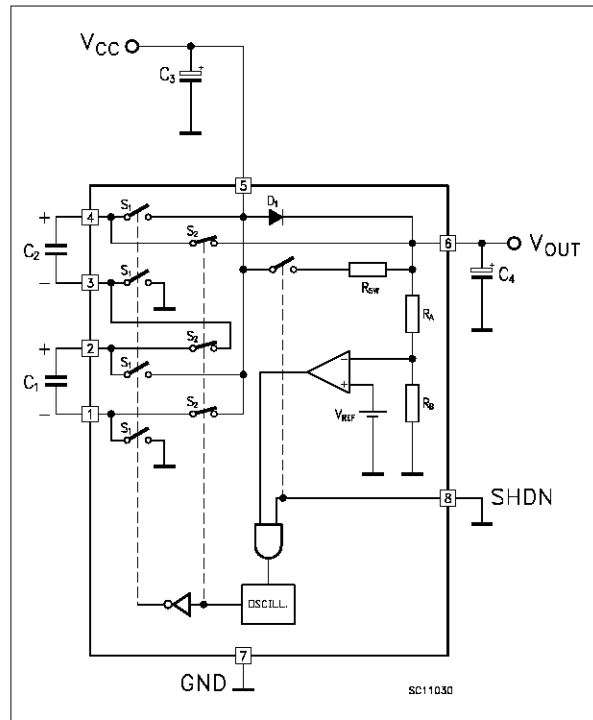 VCC
C3
+
5
D1
+
4
S1
S2
6
VOUT
C2
+
C4
-
3
S1
RSW
+
2
S2
RA
C1
S1
-
+
VREF
RB
-
1
S2
S1
8
SHDN
OSCILL.
7
GND
SC11030